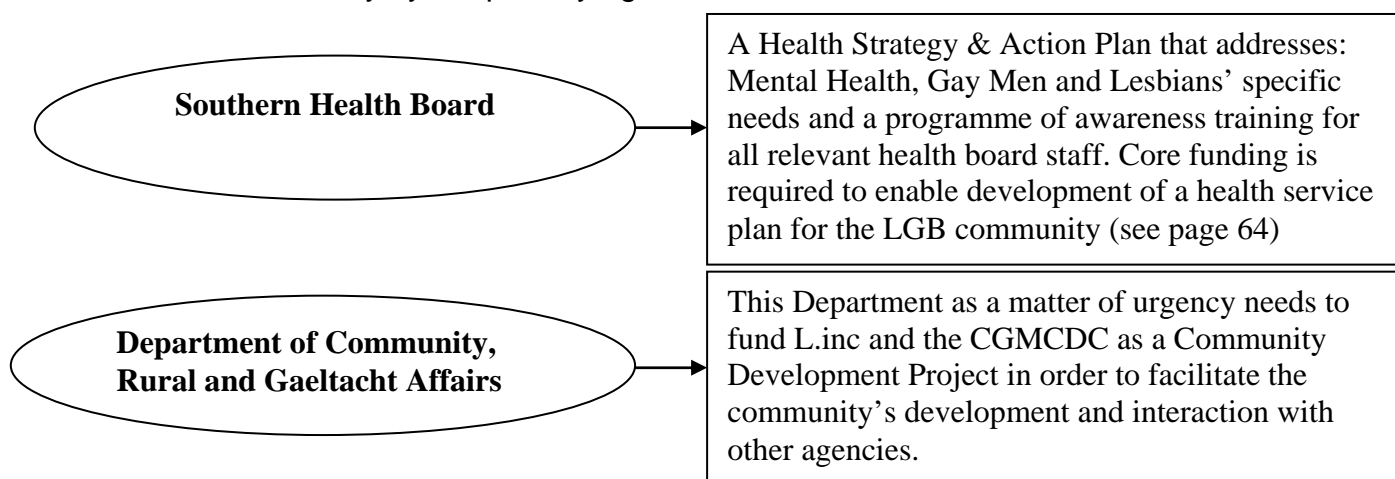 Southern Health Board
A Health Strategy & Action Plan that addresses:
Mental Health, Gay Men and Lesbians’ specific
needs and a programme of awareness training for
all relevant health board staff. Core funding is
required to enable development of a health service
plan for the LGB community (see page 64)
Department of Community,
Rural and Gaeltacht Affairs
This Department as a matter of urgency needs to
fund L.inc and the CGMCDC as a Community
Development Project in order to facilitate the
community’s development and interaction with
other agencies.